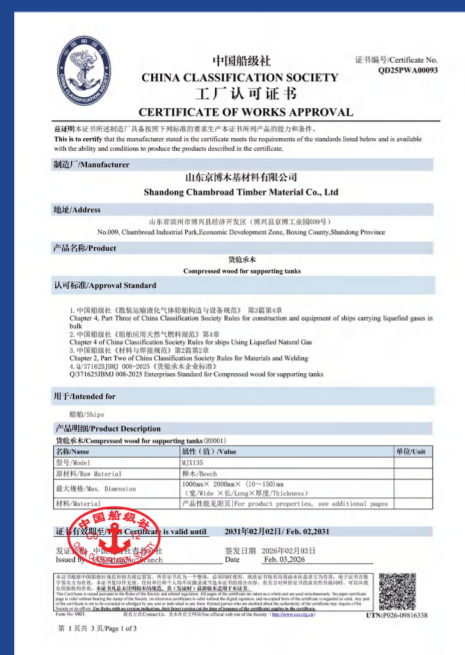 中国船级社
CHINA CLASSIFICATION SOCIETY
工厂认可证书
CERTIFICATE OF WORKS APPROVAL
证书编号/Certificate No.
QD25PWA00093
兹证明本证书所述制造厂具备按照下列标准的要求生产本证书所列产品的能力和条件。
This is to certify that the manufacturer stated in the certificate meets the requirements of the standards listed below and is available
with the ability and conditions to produce the products described in the certificate.
制造厂/Manufacturer
山东京博木基材料有限公司
Shandong Chambroad Timber Material Co., Ltd
地址/Address
山东省滨州市博兴县经济开发区（博兴县京博工业园009号）
No.009, Chambroad Industrial Park,Economic Development Zone, Boxing County,Shandong Province
产品名称/Product
货舱承木
Compressed wood for supporting tanks
认可标准/Approval Standard
1. 中国船级社《散装运输液化气体船舶构造与设备规范》 第3篇第4章
Chapter 4, Part Three of China Classification Society Rules for construction and equipment of ships carrying liquefied gases in
bulk
2. 中国船级社《船舶应用天然气燃料规范》第4章
Chapter 4 of China Classification Society Rules for ships Using Liquefied Natural Gas
3. 中国船级社《材料与焊接规范》第2篇第2章
Chapter 2, Part Two of China Classification Society Rules for Materials and Welding
4. Q/371625JBMJ 008-2025《货舱承木企业标准》
Q/371625JBMJ 008-2025 Enterprises Standard for Compressed wood for supporting tanks
用于/Intended for
船舶/Ships
产品明细/Product Description
货舱承木/Compressed wood for supporting tanks(M0001)
名称/Name 属性（值）/Value 单位/Unit
型号/Model MJX135
原材料/Raw Material 榉木/Beech
最大规格/Max. Dimension 1000mm× 2000mm× (10~150)mm
（宽/Wide ×长/Long×厚度/Thickness）
材料/Material 产品性能见附页/For product properties, see additional pages
证书有效期至/This Certificate is valid until 2031年02月02日/ Feb. 02,2031
中国船级社
签发日期 2026年02月03日
Issued by Branch Date Feb. 03,2026
Form No. W01
UTN:P026-09816338
第 1 页共 3 页/Page 1 of 3